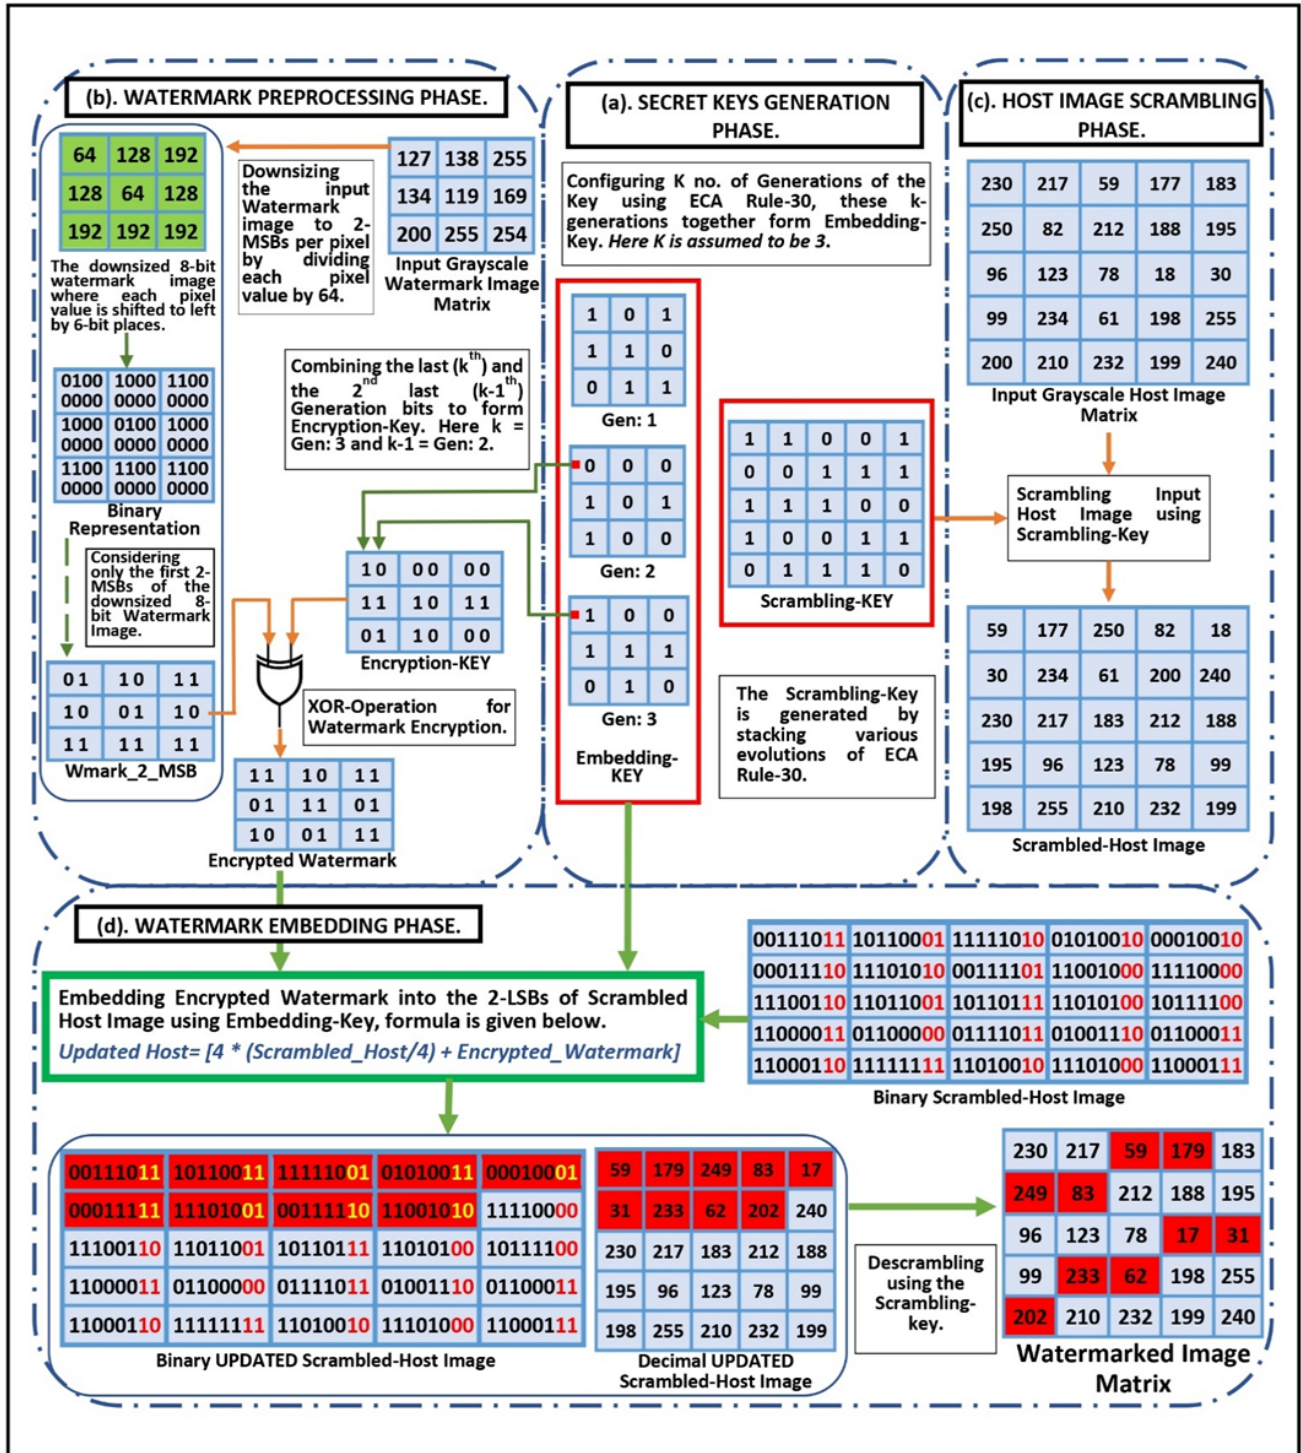 (b). WATERMARK PREPROCESSING PHASE.
64 128 192
128 64 128
192 192 192
The downsized 8-bit
watermark image
where each pixel
value is shifted to left
by 6-bit places.
Downsizing
the input
Watermark
image to 2-
MSBs per pixel
by dividing
each pixel
value by 64.
127 138 255
134 119 169
200 255 254
Input Grayscale
Watermark Image
Matrix
0100 1000 1100
0000 0000 0000
1000 0100 1000
0000 0000 0000
1100 1100 1100
0000 0000 0000
Binary
Representation
Considering
only the first 2-
MSBs of the
downsized 8-
bit Watermark
Image.
Combining the last (kth) and
the 2nd last (k-1th)
Generation bits to form
Encryption-Key. Here k =
Gen: 3 and k-1 = Gen: 2.
10 00 00
11 10 11
01 10 00
Encryption-KEY
01 10 11
10 01 10
11 11 11
Wmark_2_MSB
XOR-Operation for
Watermark Encryption.
11 10 11
01 11 01
10 01 11
Encrypted Watermark
(a). SECRET KEYS GENERATION
PHASE.
Configuring K no. of Generations of the
Key using ECA Rule-30, these k-
generations together form Embedding-
Key. Here K is assumed to be 3.
1 0 1
1 1 0
0 1 1
Gen: 1
0 0 0
1 0 1
1 0 0
Gen: 2
1 0 0
1 1 1
0 1 0
Gen: 3
Embedding-
KEY
1 1 0 0 1
0 0 1 1 1
1 1 1 0 0
1 0 0 1 1
0 1 1 1 0
Scrambling-KEY
The Scrambling-Key
is generated by
stacking various
evolutions of ECA
Rule-30.
(c). HOST IMAGE SCRAMBLING
PHASE.
230 217 59 177 183
250 82 212 188 195
96 123 78 18 30
99 234 61 198 255
200 210 232 199 240
Input Grayscale Host Image
Matrix
Scrambling Input
Host Image using
Scrambling-Key
59 177 250 82 18
30 234 61 200 240
230 217 183 212 188
195 96 123 78 99
198 255 210 232 199
Scrambled-Host Image
(d). WATERMARK EMBEDDING PHASE.
Embedding Encrypted Watermark into the 2-LSBs of Scrambled
Host Image using Embedding-Key, formula is given below.
Updated Host= [4 * (Scrambled_Host/4) + Encrypted_Watermark]
00111011 10110001 11111010 01010010 00010010
00011110 11101010 00111101 11001000 11110000
11100110 11011001 10110111 11010100 10111100
11000011 01100000 01111011 01001110 01100011
11000110 11111111 11010010 11101000 11000111
Binary Scrambled-Host Image
00111011 10110011 11111001 01010011 00010001
00011111 11101001 00111110 11001010 11110000
11100110 11011001 10110111 11010100 10111100
11000011 01100000 01111011 01001110 01100011
11000110 11111111 11010010 11101000 11000111
Binary UPDATED Scrambled-Host Image
59 179 249 83 17
31 233 62 202 240
230 217 183 212 188
195 96 123 78 99
198 255 210 232 199
Decimal UPDATED
Scrambled-Host Image
Descrambling
using the
Scrambling-
key.
230 217 59 179 183
249 83 212 188 195
96 123 78 17 31
99 233 62 198 255
202 210 232 199 240
Watermarked Image
Matrix